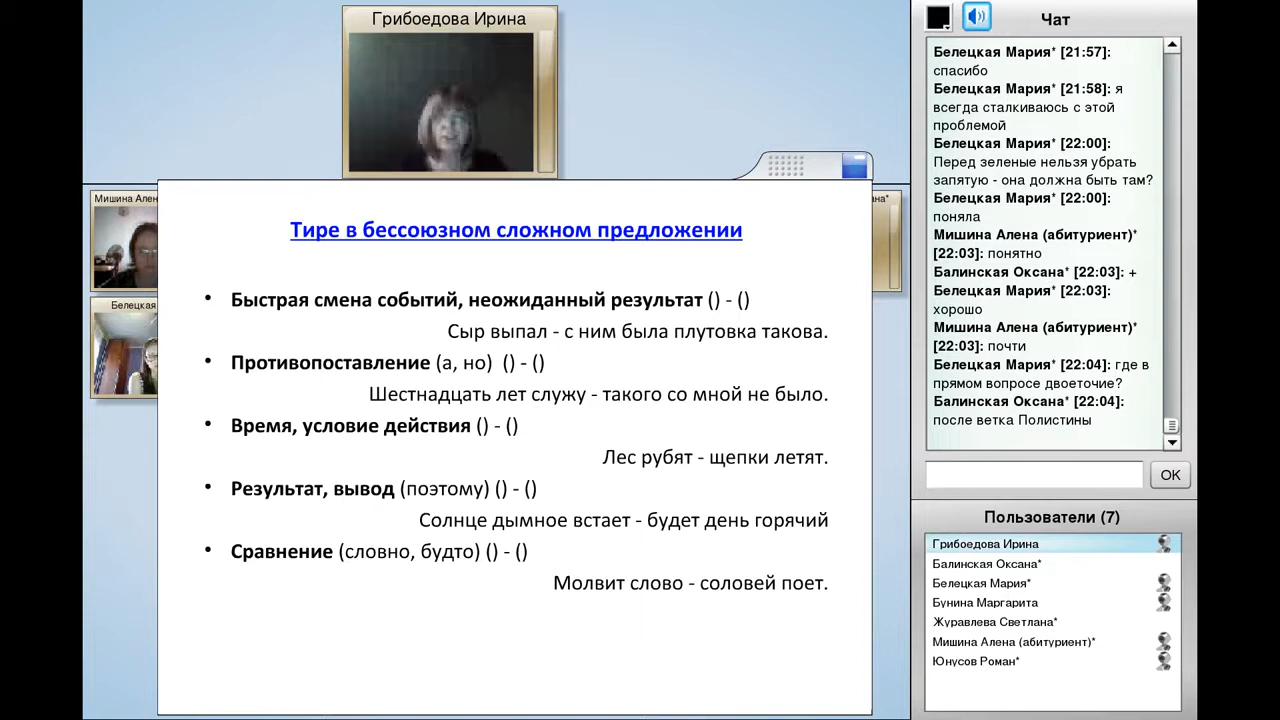 Грибоедова Ирина
Мишина Ален
ана*
Белецкая
Тире в бессоюзном сложном предложении
• Быстрая смена событий, неожиданный результат () - ()
Сыр выпал - с ним была плутовка такова.
• Противопоставление (а, но) () - ()
Шестнадцать лет служу - такого со мной не было.
• Время, условие действия () - ()
Лес рубят - щепки летят.
• Результат, вывод (поэтому) () - ()
Солнце дымное встает - будет день горячий
• Сравнение (словно, будто) () - ()
Молвит слово - соловей поет.
Чат
Белецкая Мария* [21:57]:
спасибо
Белецкая Мария* [21:58]: я
всегда сталкиваюсь с этой
проблемой
Белецкая Мария* [22:00]:
Перед зеленые нельзя убрать
запятую - она должна быть там?
Белецкая Мария* [22:00]:
поняла
Мишина Алена (абитуриент)*
[22:03]: понятно
Балинская Оксана* [22:03]: +
Белецкая Мария* [22:03]:
хорошо
Мишина Алена (абитуриент)*
[22:03]: почти
Белецкая Мария* [22:04]: где в
прямом вопросе двоеточие?
Балинская Оксана* [22:04]:
после ветка Полистины
OK
Пользователи (7)
Грибоедова Ирина
Балинская Оксана*
Белецкая Мария*
Бунина Маргарита
Журавлева Светлана*
Мишина Алена (абитуриент)*
Юнусов Роман*